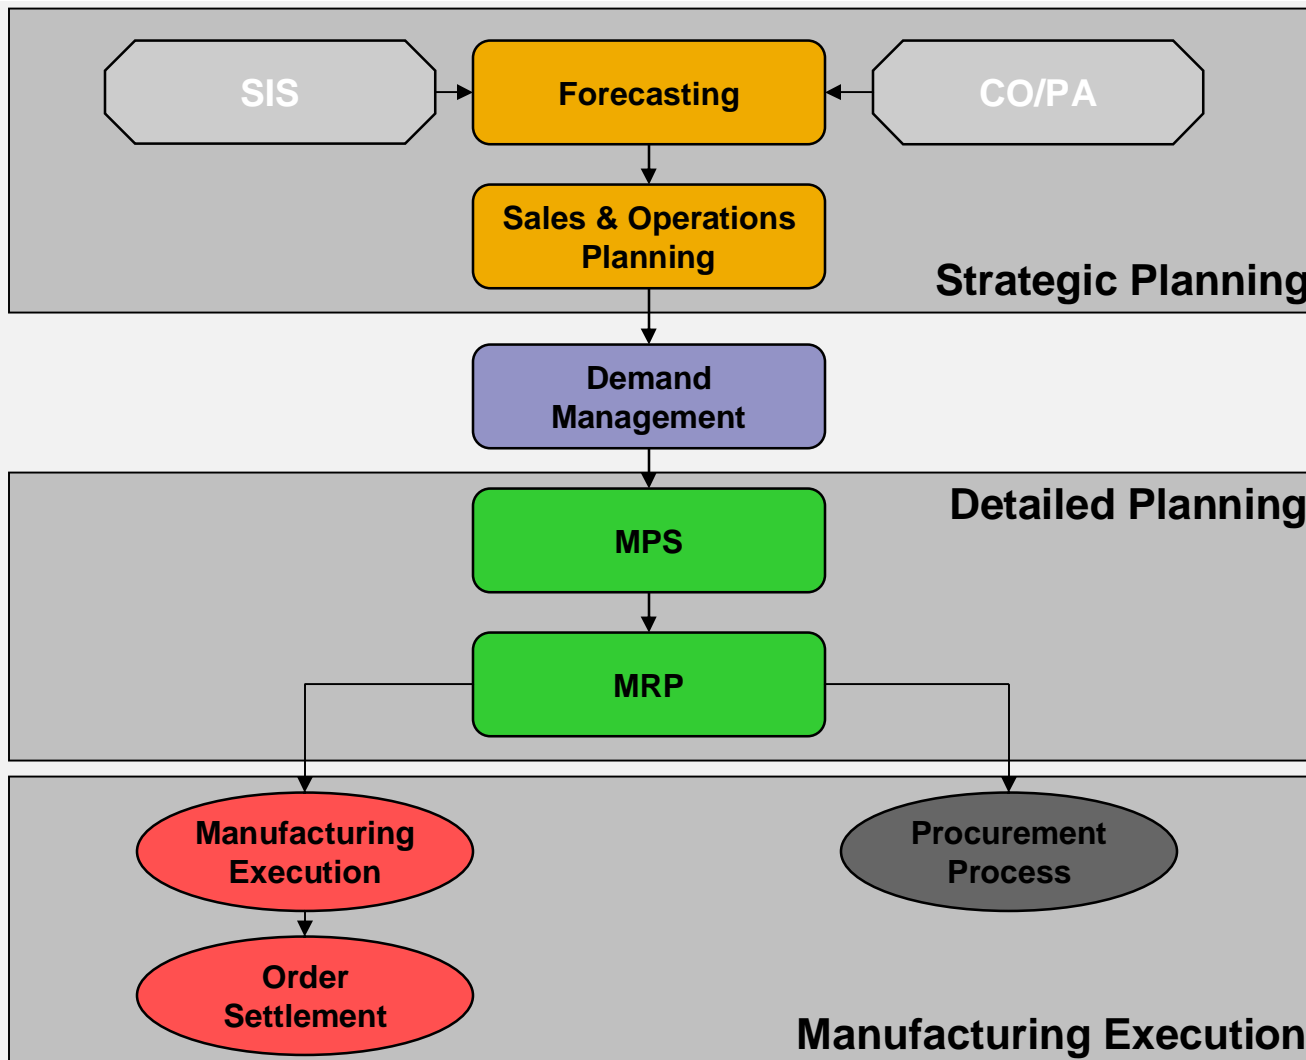 SIS
Forecasting
CO/PA
Sales & Operations
Planning
Strategic Planning
Demand
Management
Detailed Planning
MPS
MRP
Manufacturing
Execution
Procurement
Process
Order
Settlement
Manufacturing Execution